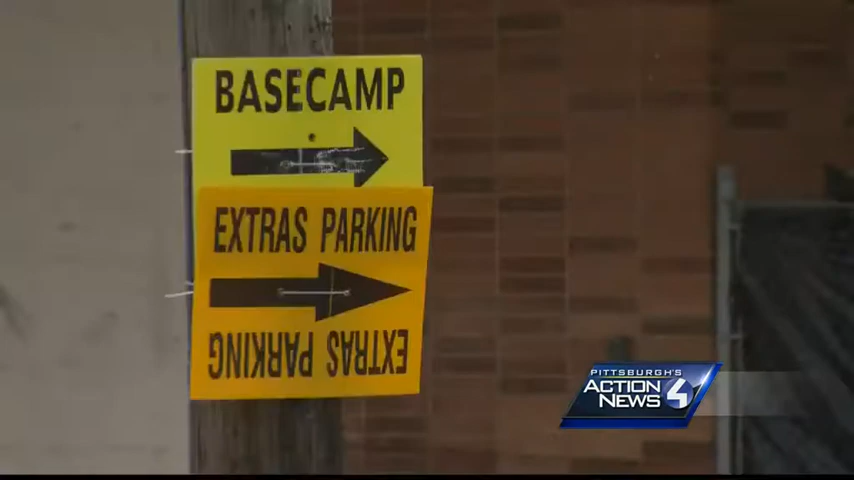 BASECAMP
EXTRAS PARKING
EXTRAS PARKING
PITTSBURGH'S
ACTION
NEWS 4